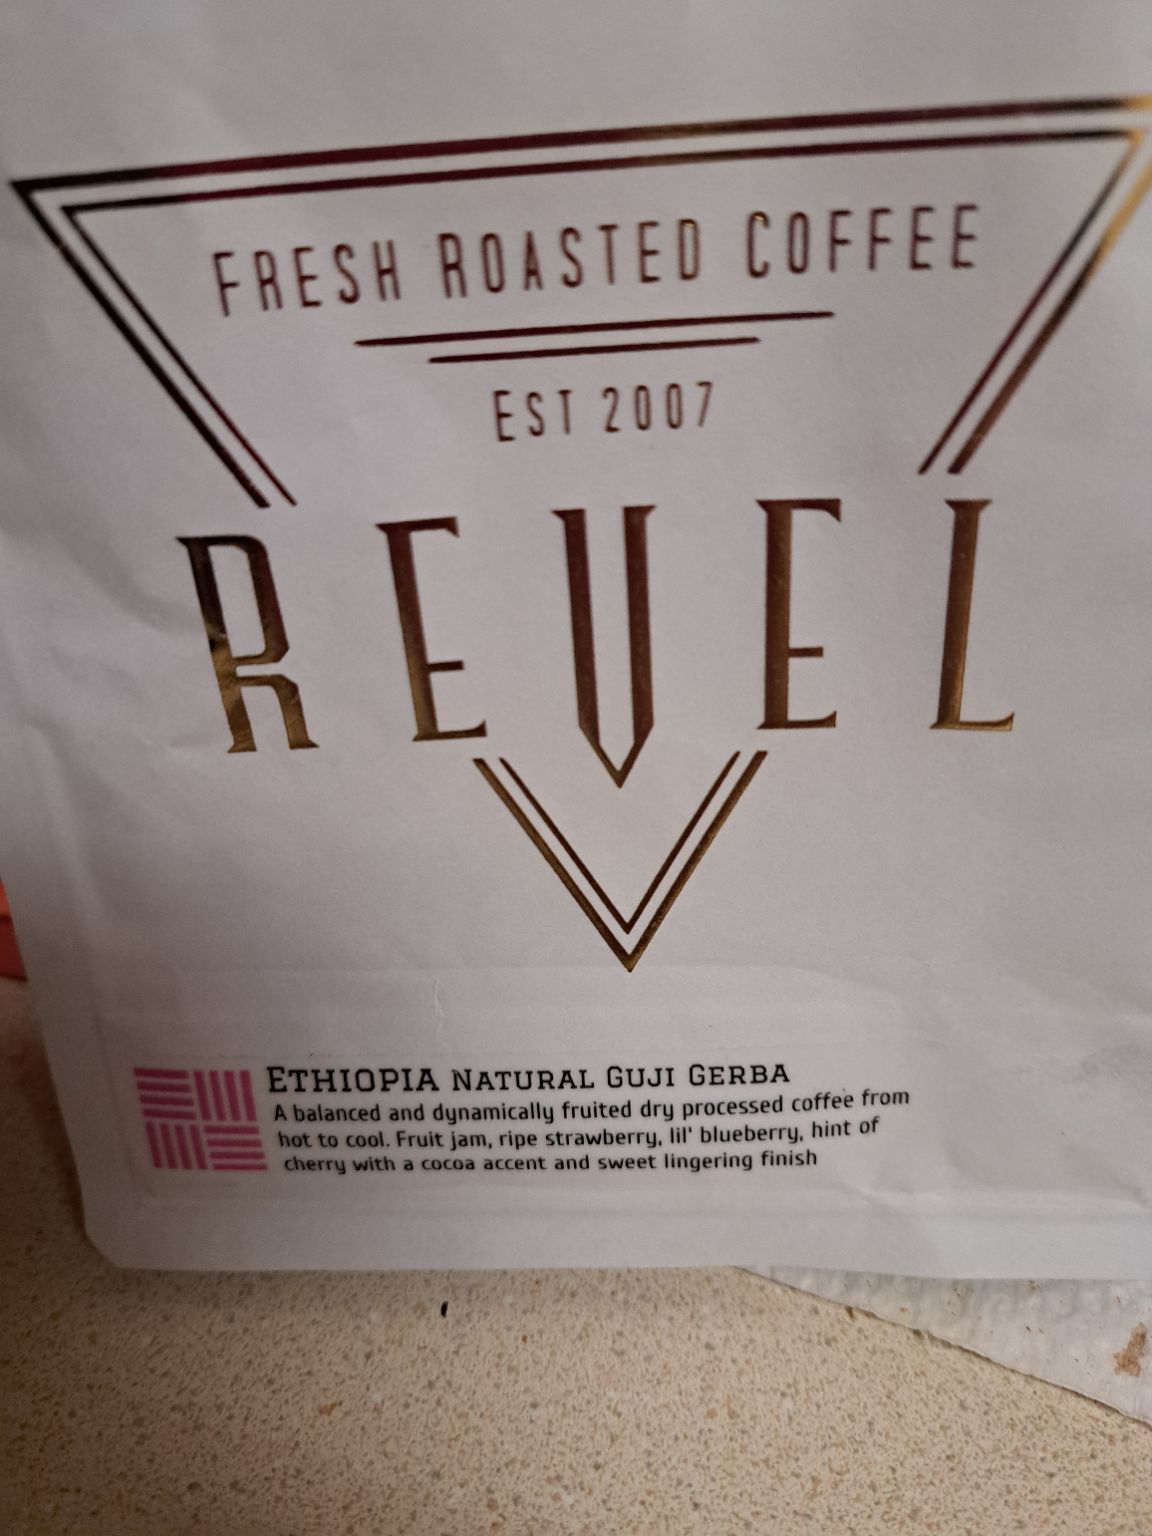 FRESH ROASTED COFFEE
EST 2007
REVEL
ETHIOPIA NATURAL GUJI GERBA
A balanced and dynamically fruited dry processed coffee from
hot to cool. Fruit jam, ripe strawberry, lil' blueberry, hint of
cherry with a cocoa accent and sweet lingering finish